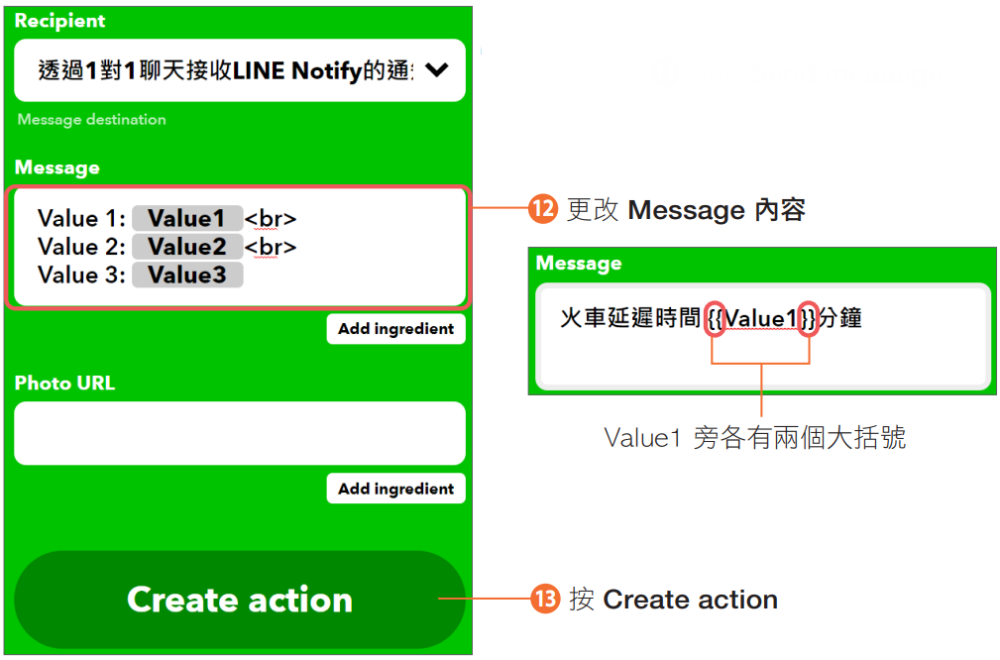 Recipient
透過1對1聊天接收LINE Notify的通
Message destination
Message
Value 1: Value1 <br>
Value 2: Value2 <br>
Value 3: Value3
Add ingredient
Photo URL
Add ingredient
Create action
12 更改 Message 內容
Message
火車延遲時間{{Value1}}分鐘
Value1 旁各有兩個大括號
13 按 Create action